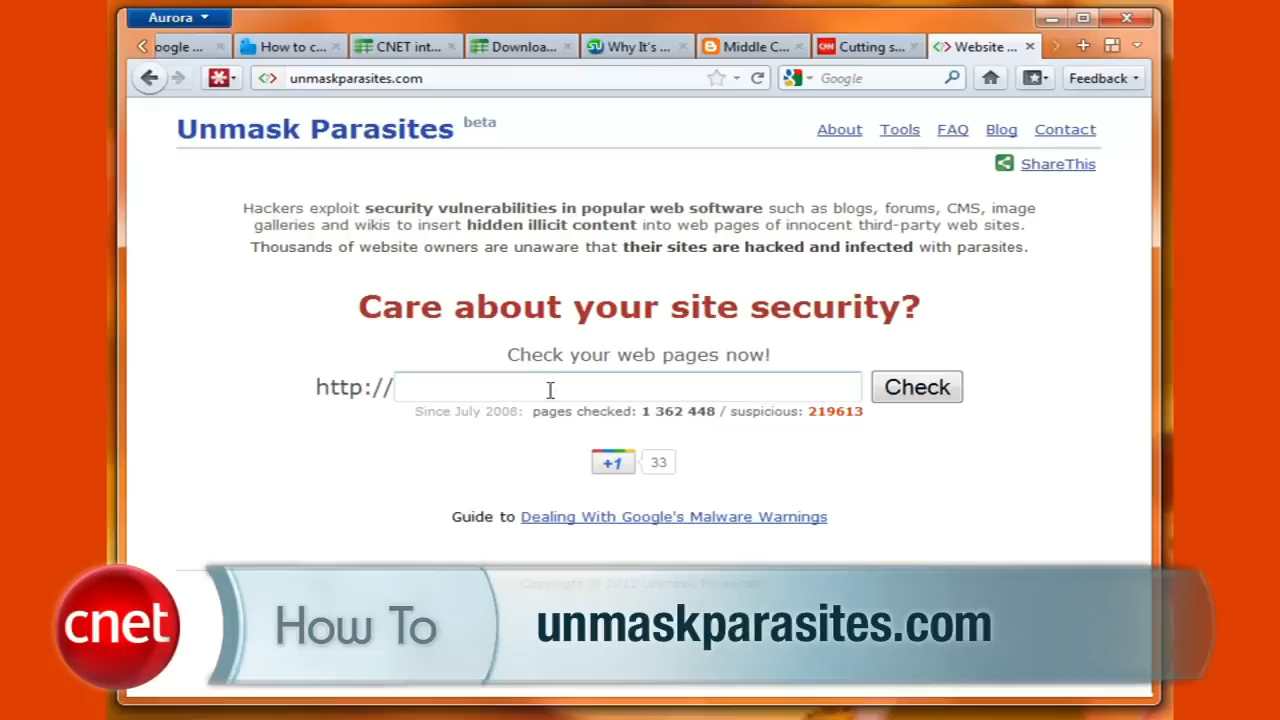 Aurora
oogle ...
How to c...
CNET int...
Downloa...
Why It's ...
Middle C...
CNN
Cutting s...
Website ...
unmaskparasites.com
Google
Feedback
Unmask Parasites beta
About Tools FAQ Blog Contact
ShareThis
Hackers exploit security vulnerabilities in popular web software such as blogs, forums, CMS, image
galleries and wikis to insert hidden illicit content into web pages of innocent third-party web sites.
Thousands of website owners are unaware that their sites are hacked and infected with parasites.
Care about your site security?
Check your web pages now!
http://
Check
Since July 2008: pages checked: 1 362 448 / suspicious: 219613
+1 33
Guide to Dealing With Google's Malware Warnings
Copyright © 2011 Unmask Parasites
cnet How To unmaskparasites.com